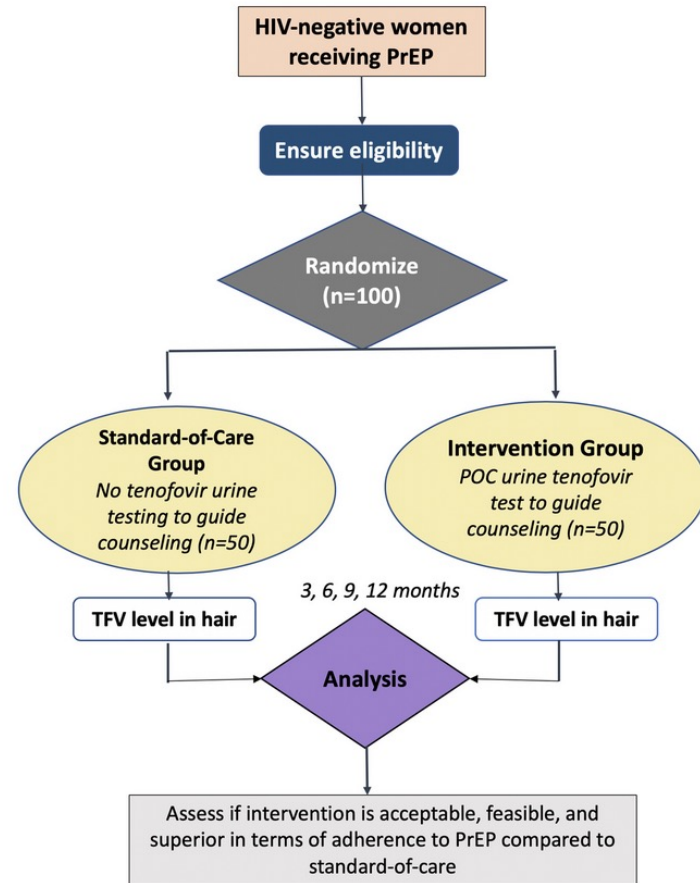 HIV-negative women
receiving PrEP
Ensure eligibility
Randomize
(n=100)
Standard-of-Care
Group
No tenofovir urine
testing to guide
counseling (n=50)
Intervention Group
POC urine tenofovir
test to guide
counseling (n=50)
3, 6, 9, 12 months
TFV level in hair
TFV level in hair
Analysis
Assess if intervention is acceptable, feasible, and
superior in terms of adherence to PrEP compared to
standard-of-care